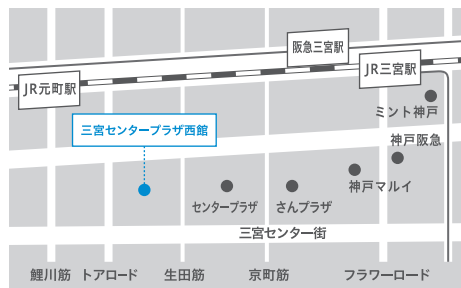 阪急三宮駅
JR三宮駅
JR元町駅
ミント神戸
三宮センタープラザ西館
神戸阪急
神戸マルイ
センタープラザ
さんプラザ
三宮センター街
鯉川筋
トアロード
生田筋
京町筋
フラワーロード